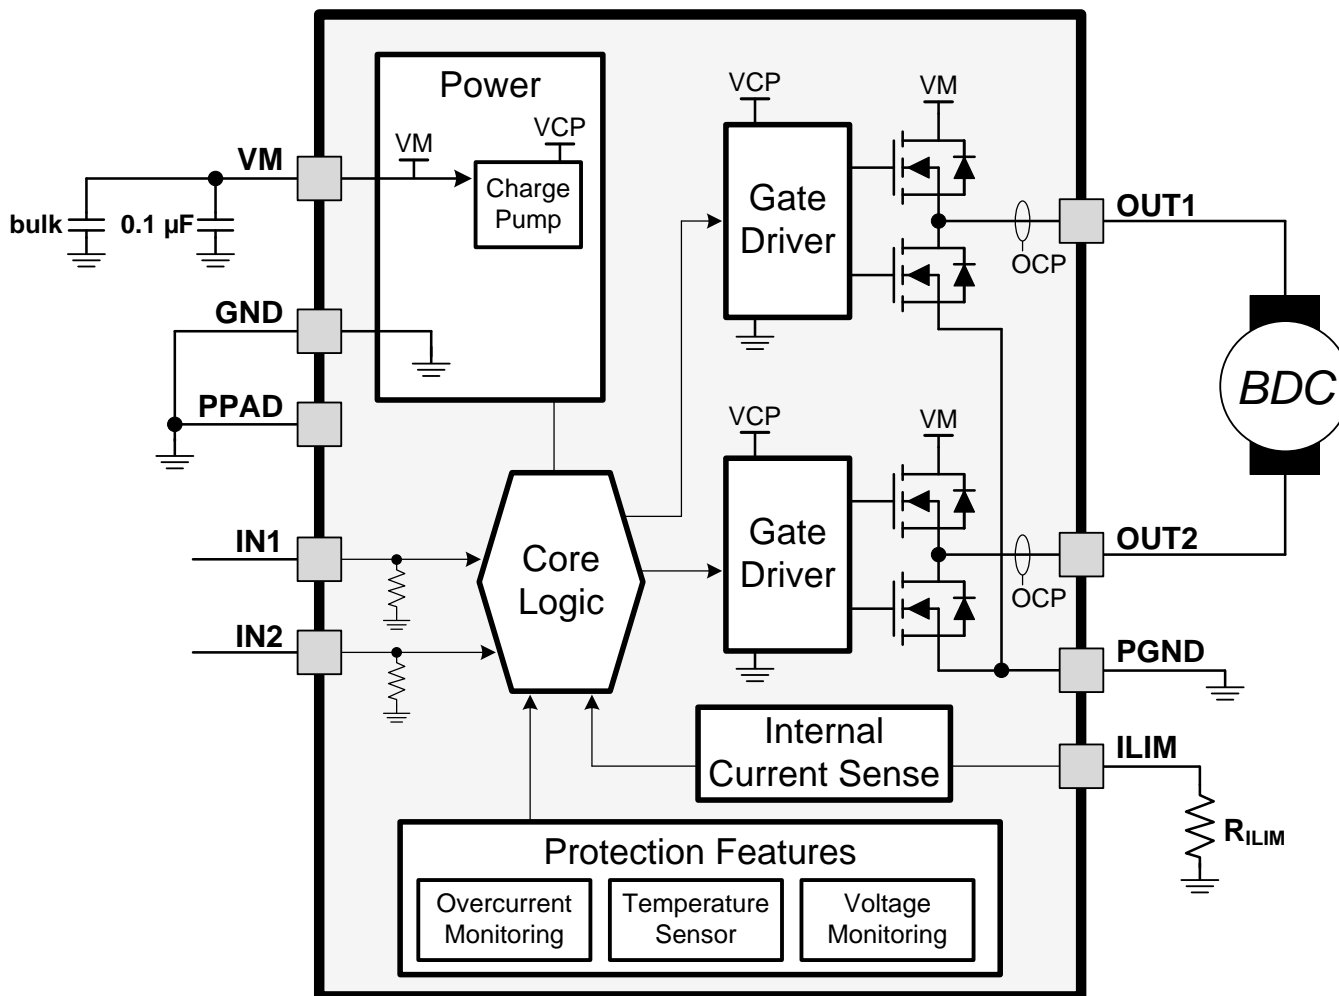 Power
VCP
VM
VM
Charge
Pump
bulk
0.1 µF
GND
PPAD
VCP
VM
Gate
Driver
OUT1
OCP
BDC
VCP
VM
Gate
Driver
OUT2
OCP
IN1
Core
Logic
IN2
PGND
Internal
Current Sense
ILIM
RILIM
Protection Features
Overcurrent
Monitoring
Temperature
Sensor
Voltage
Monitoring